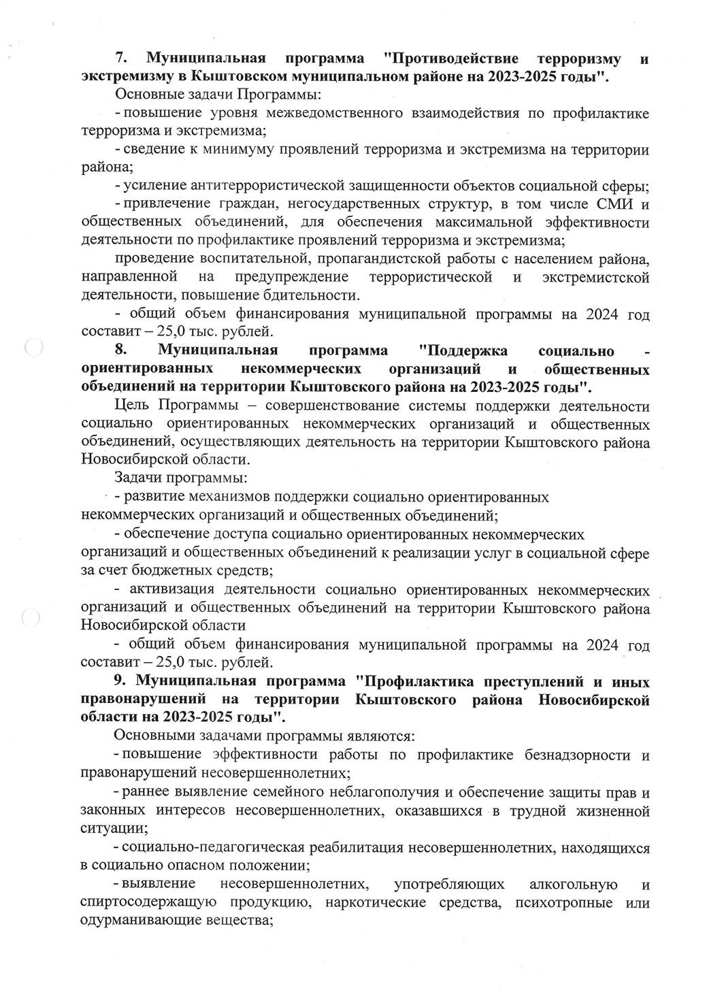 7. Муниципальная программа "Противодействие терроризму и
экстремизму в Кыштовском муниципальном районе на 2023-2025 годы".
Основные задачи Программы:
- повышение уровня межведомственного взаимодействия по профилактике
терроризма и экстремизма;
- сведение к минимуму проявлений терроризма и экстремизма на территории
района;
- усиление антитеррористической защищенности объектов социальной сферы;
- привлечение граждан, негосударственных структур, в том числе СМИ и
общественных объединений, для обеспечения максимальной эффективности
деятельности по профилактике проявлений терроризма и экстремизма;
проведение воспитательной, пропагандистской работы с населением района,
направленной на предупреждение террористической и экстремистской
деятельности, повышение бдительности.
- общий объем финансирования муниципальной программы на 2024 год
составит – 25,0 тыс. рублей.
8. Муниципальная программа "Поддержка социально -
ориентированных некоммерческих организаций и общественных
объединений на территории Кыштовского района на 2023-2025 годы".
Цель Программы – совершенствование системы поддержки деятельности
социально ориентированных некоммерческих организаций и общественных
объединений, осуществляющих деятельность на территории Кыштовского района
Новосибирской области.
Задачи программы:
- развитие механизмов поддержки социально ориентированных
некоммерческих организаций и общественных объединений;
- обеспечение доступа социально ориентированных некоммерческих
организаций и общественных объединений к реализации услуг в социальной сфере
за счет бюджетных средств;
- активизация деятельности социально ориентированных некоммерческих
организаций и общественных объединений на территории Кыштовского района
Новосибирской области
- общий объем финансирования муниципальной программы на 2024 год
составит – 25,0 тыс. рублей.
9. Муниципальная программа "Профилактика преступлений и иных
правонарушений на территории Кыштовского района Новосибирской
области на 2023-2025 годы".
Основными задачами программы являются:
- повышение эффективности работы по профилактике безнадзорности и
правонарушений несовершеннолетних;
- раннее выявление семейного неблагополучия и обеспечение защиты прав и
законных интересов несовершеннолетних, оказавшихся в трудной жизненной
ситуации;
- социально-педагогическая реабилитация несовершеннолетних, находящихся
в социально опасном положении;
- выявление несовершеннолетних, употребляющих алкогольную и
спиртосодержащую продукцию, наркотические средства, психотропные или
одурманивающие вещества;